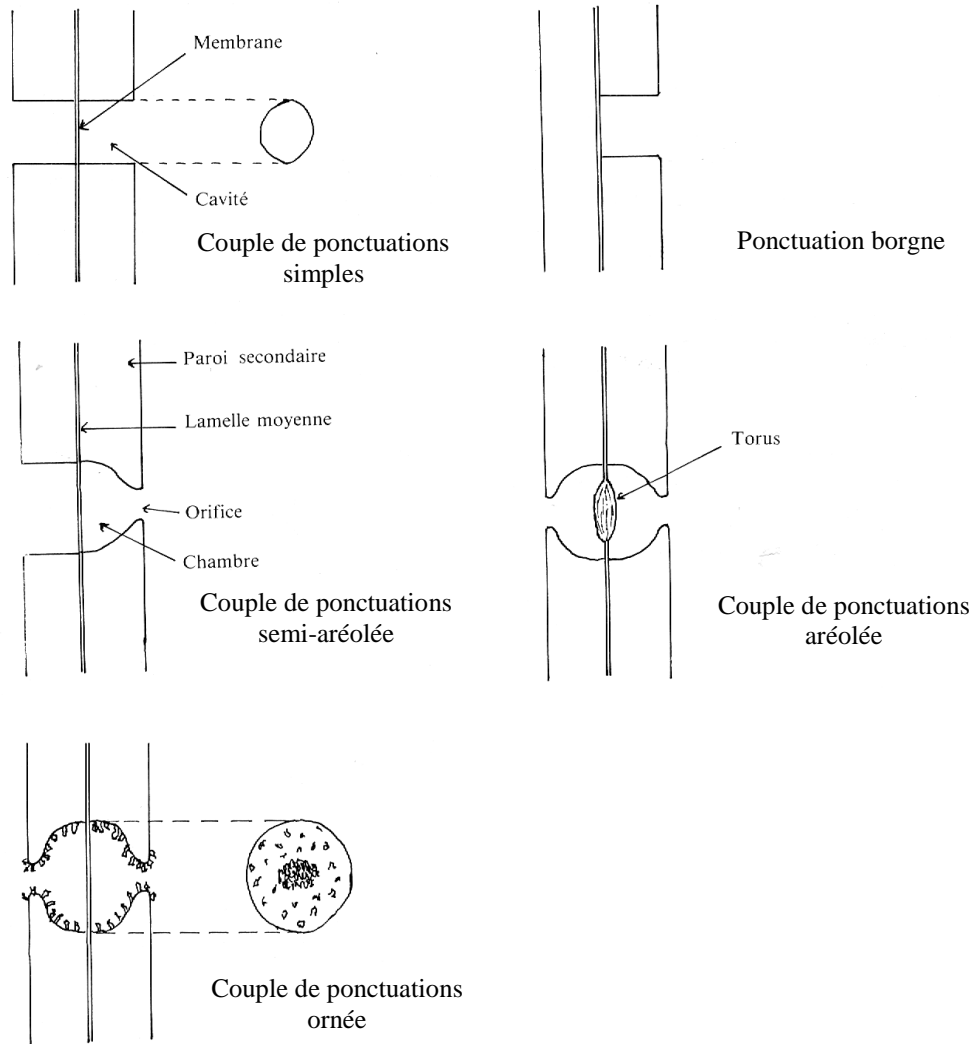 Membrane
Cavité
Couple de ponctuations
simples
Ponctuation borgne
Paroi secondaire
Lamelle moyenne
Orifice
Chambre
Couple de ponctuations
semi-aréolée
Torus
Couple de ponctuations
aréolée
Couple de ponctuations
ornée